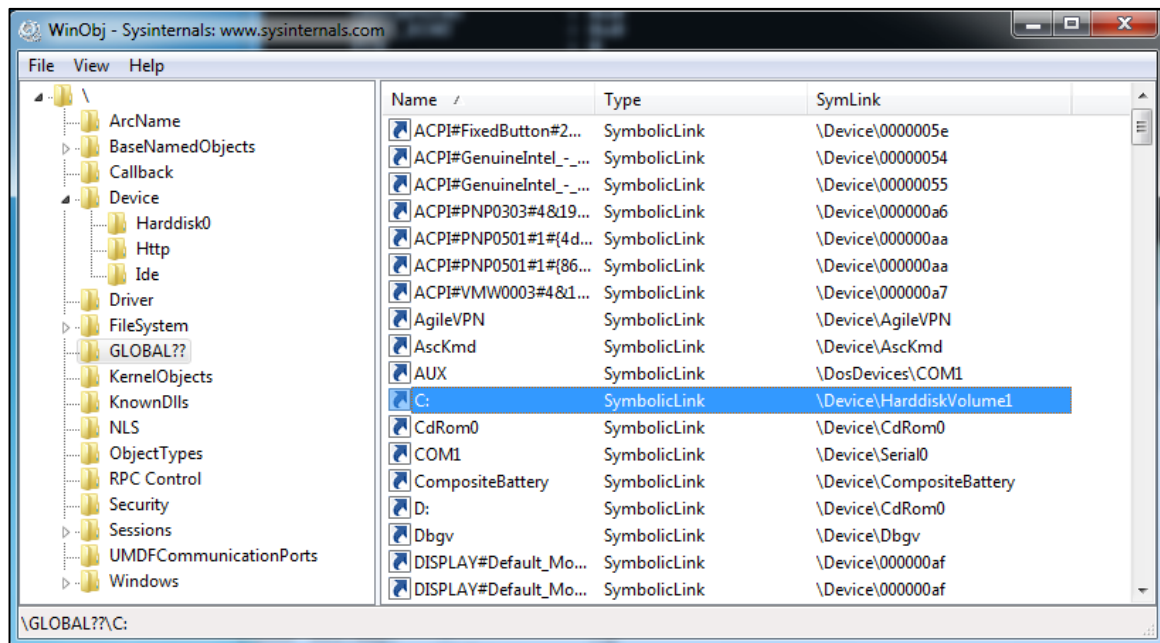 WinObj - Sysinternals: www.sysinternals.com
File View Help
\
ArcName
BaseNamedObjects
Callback
Device
Harddisk0
Http
Ide
Driver
FileSystem
GLOBAL??
KernelObjects
KnownDlls
NLS
ObjectTypes
RPC Control
Security
Sessions
UMDFCommunicationPorts
Windows
Name Type SymLink
ACPI#FixedButton#2... SymbolicLink \Device\0000005e
ACPI#GenuineIntel_-_... SymbolicLink \Device\00000054
ACPI#GenuineIntel_-_... SymbolicLink \Device\00000055
ACPI#PNP0303#4&19... SymbolicLink \Device\000000a6
ACPI#PNP0501#1#{4d... SymbolicLink \Device\000000aa
ACPI#PNP0501#1#{86... SymbolicLink \Device\000000aa
ACPI#VMW0003#4&1... SymbolicLink \Device\000000a7
AgileVPN SymbolicLink \Device\AgileVPN
AscKmd SymbolicLink \Device\AscKmd
AUX SymbolicLink \DosDevices\COM1
C: SymbolicLink \Device\HarddiskVolume1
CdRom0 SymbolicLink \Device\CdRom0
COM1 SymbolicLink \Device\Serial0
CompositeBattery SymbolicLink \Device\CompositeBattery
D: SymbolicLink \Device\CdRom0
Dbgv SymbolicLink \Device\Dbgv
DISPLAY#Default_Mo... SymbolicLink \Device\000000af
DISPLAY#Default_Mo... SymbolicLink \Device\000000af
\GLOBAL??\C: